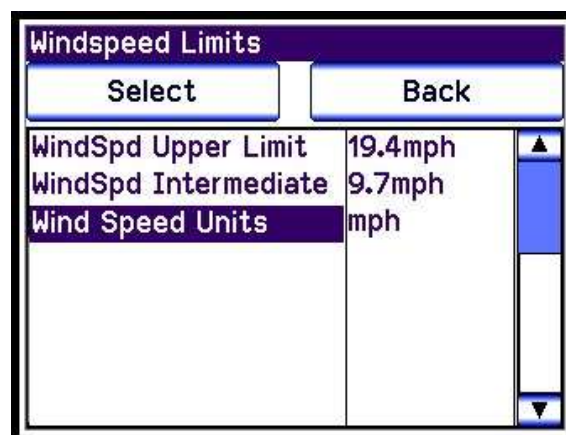 Windspeed Limits
Select Back
WindSpd Upper Limit 19.4mph
WindSpd Intermediate 9.7mph
Wind Speed Units mph